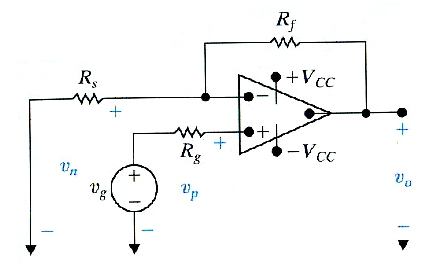 R_f
R_s
+V_CC
+
−
+
R_g
+
−V_CC
+
v_n
v_g
+
−
v_p
v_o
−
−
−